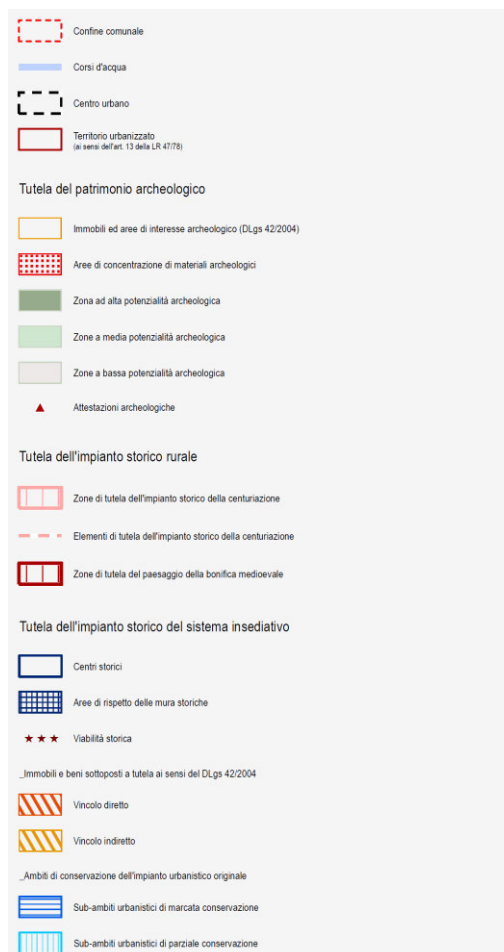 Confine comunale
Corsi d'acqua
Centro urbano
Territorio urbanizzato
(ai sensi dell'art. 13 della LR 47/78)
Tutela del patrimonio archeologico
Immobili ed aree di interesse archeologico (DLgs 42/2004)
Aree di concentrazione di materiali archeologici
Zona ad alta potenzialità archeologica
Zone a media potenzialità archeologica
Zone a bassa potenzialità archeologica
Attestazioni archeologiche
Tutela dell'impianto storico rurale
Zone di tutela dell'impianto storico della centuriazione
Elementi di tutela dell'impianto storico della centuriazione
Zone di tutela del paesaggio della bonifica medioevale
Tutela dell'impianto storico del sistema insediativo
Centri storici
Aree di rispetto delle mura storiche
Viabilità storica
_Immobili e beni sottoposti a tutela ai sensi del DLgs 42/2004
Vincolo diretto
Vincolo indiretto
_Ambiti di conservazione dell'impianto urbanistico originale
Sub-ambiti urbanistici di marcata conservazione
Sub-ambiti urbanistici di parziale conservazione